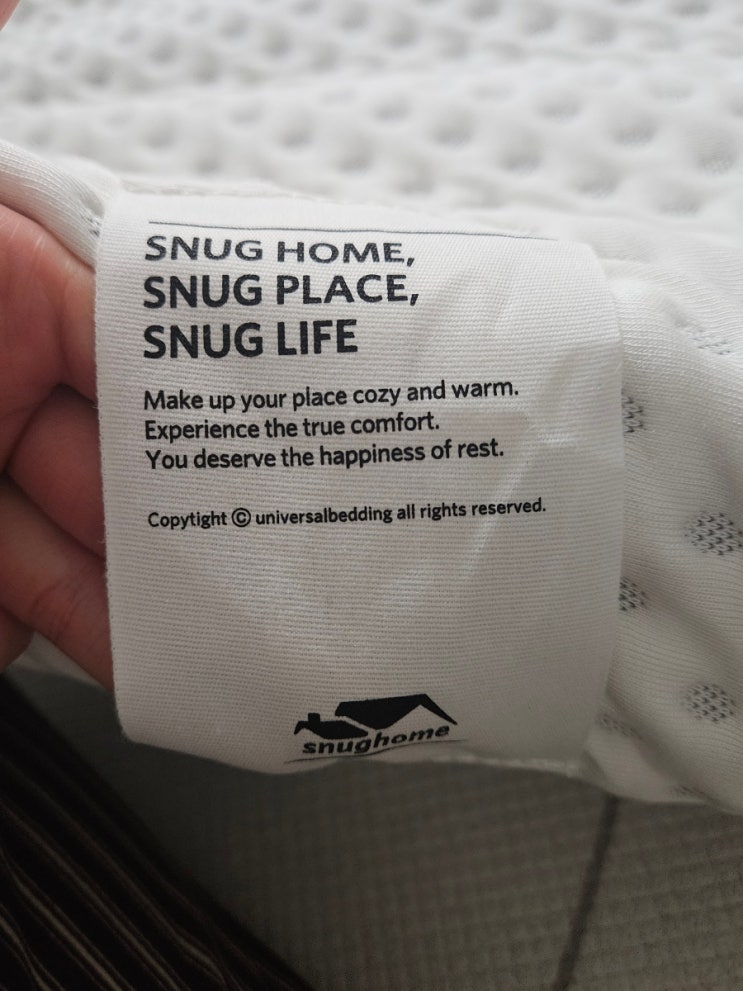 SNUG HOME,
SNUG PLACE,
SNUG LIFE
Make up your place cozy and warm.
Experience the true comfort.
You deserve the happiness of rest.
Copytight ⓒ universalbedding all rights reserved.
snughome